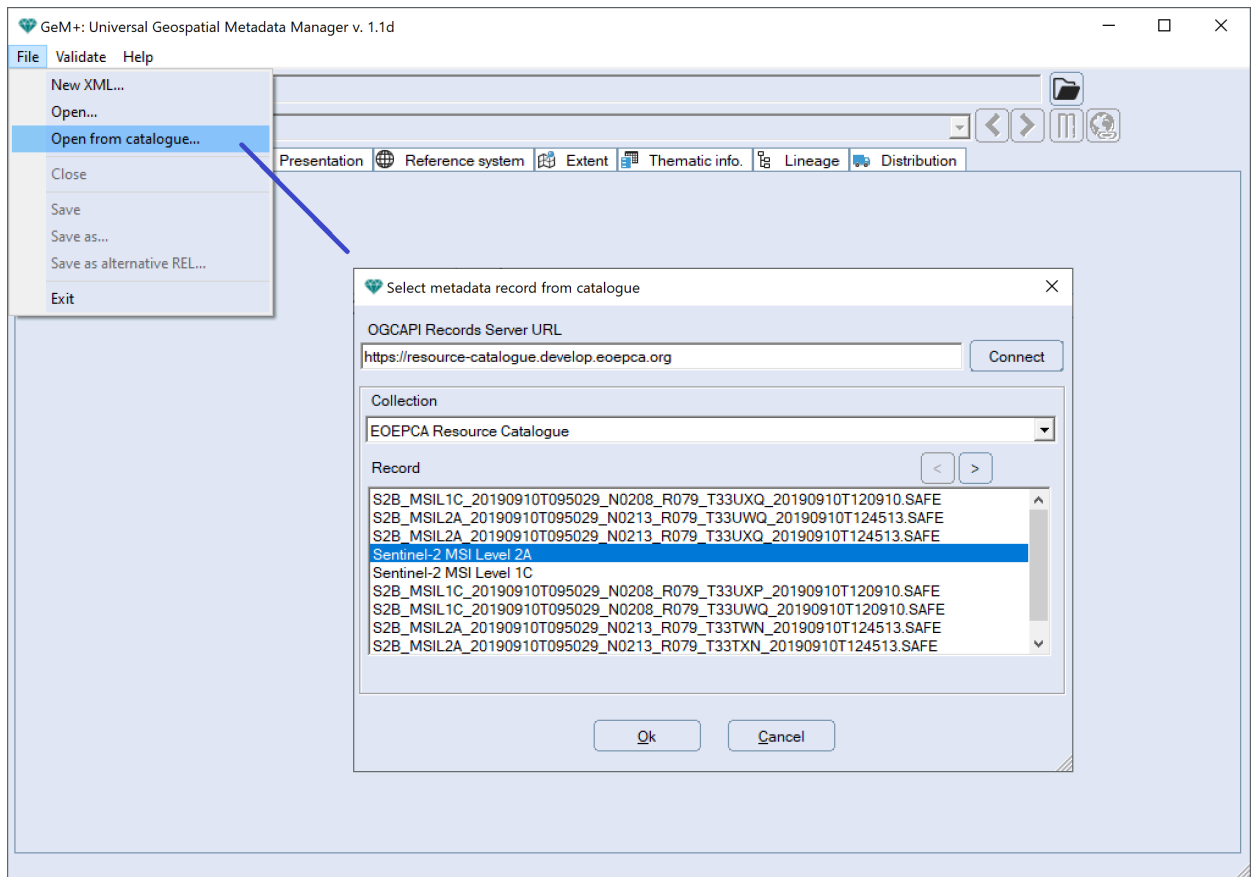 GeM+: Universal Geospatial Metadata Manager v. 1.1d
File Validate Help
New XML...
Open...
Open from catalogue...
Close
Save
Save as...
Save as alternative REL...
Exit
Presentation Reference system Extent Thematic info. Lineage Distribution
Select metadata record from catalogue
OGCAPI Records Server URL
https://resource-catalogue.develop.eoepca.org Connect
Collection
EOEPCA Resource Catalogue
Record < >
S2B_MSIL1C_20190910T095029_N0208_R079_T33UXQ_20190910T120910.SAFE
S2B_MSIL2A_20190910T095029_N0213_R079_T33UWQ_20190910T124513.SAFE
S2B_MSIL2A_20190910T095029_N0213_R079_T33UXQ_20190910T124513.SAFE
Sentinel-2 MSI Level 2A
Sentinel-2 MSI Level 1C
S2B_MSIL1C_20190910T095029_N0208_R079_T33UXP_20190910T120910.SAFE
S2B_MSIL1C_20190910T095029_N0208_R079_T33UWQ_20190910T120910.SAFE
S2B_MSIL2A_20190910T095029_N0213_R079_T33TWN_20190910T124513.SAFE
S2B_MSIL2A_20190910T095029_N0213_R079_T33TXN_20190910T124513.SAFE
Ok Cancel